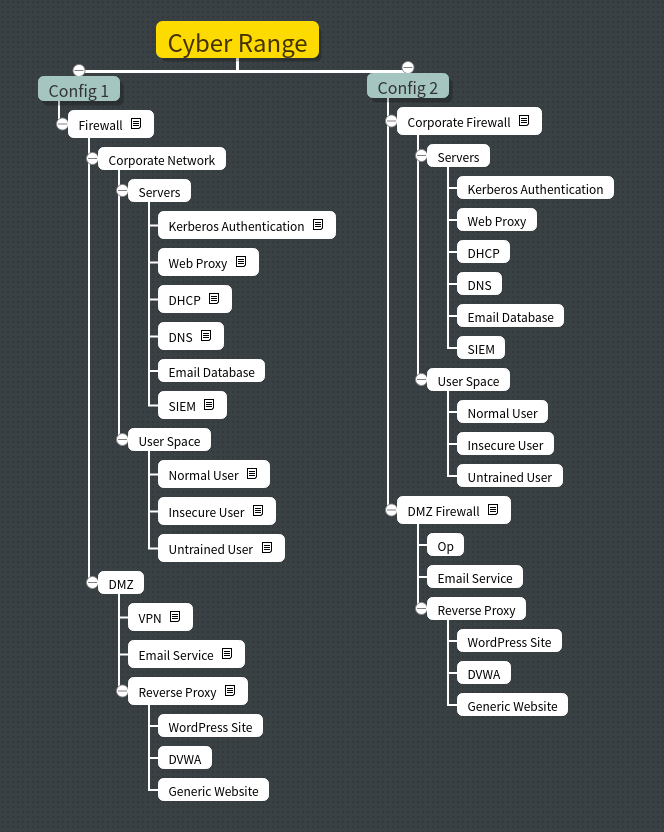 Cyber Range
Config 1
Firewall
Corporate Network
Servers
Kerberos Authentication
Web Proxy
DHCP
DNS
Email Database
SIEM
User Space
Normal User
Insecure User
Untrained User
DMZ
VPN
Email Service
Reverse Proxy
WordPress Site
DVWA
Generic Website
Config 2
Corporate Firewall
Servers
Kerberos Authentication
Web Proxy
DHCP
DNS
Email Database
SIEM
User Space
Normal User
Insecure User
Untrained User
DMZ Firewall
Op
Email Service
Reverse Proxy
WordPress Site
DVWA
Generic Website